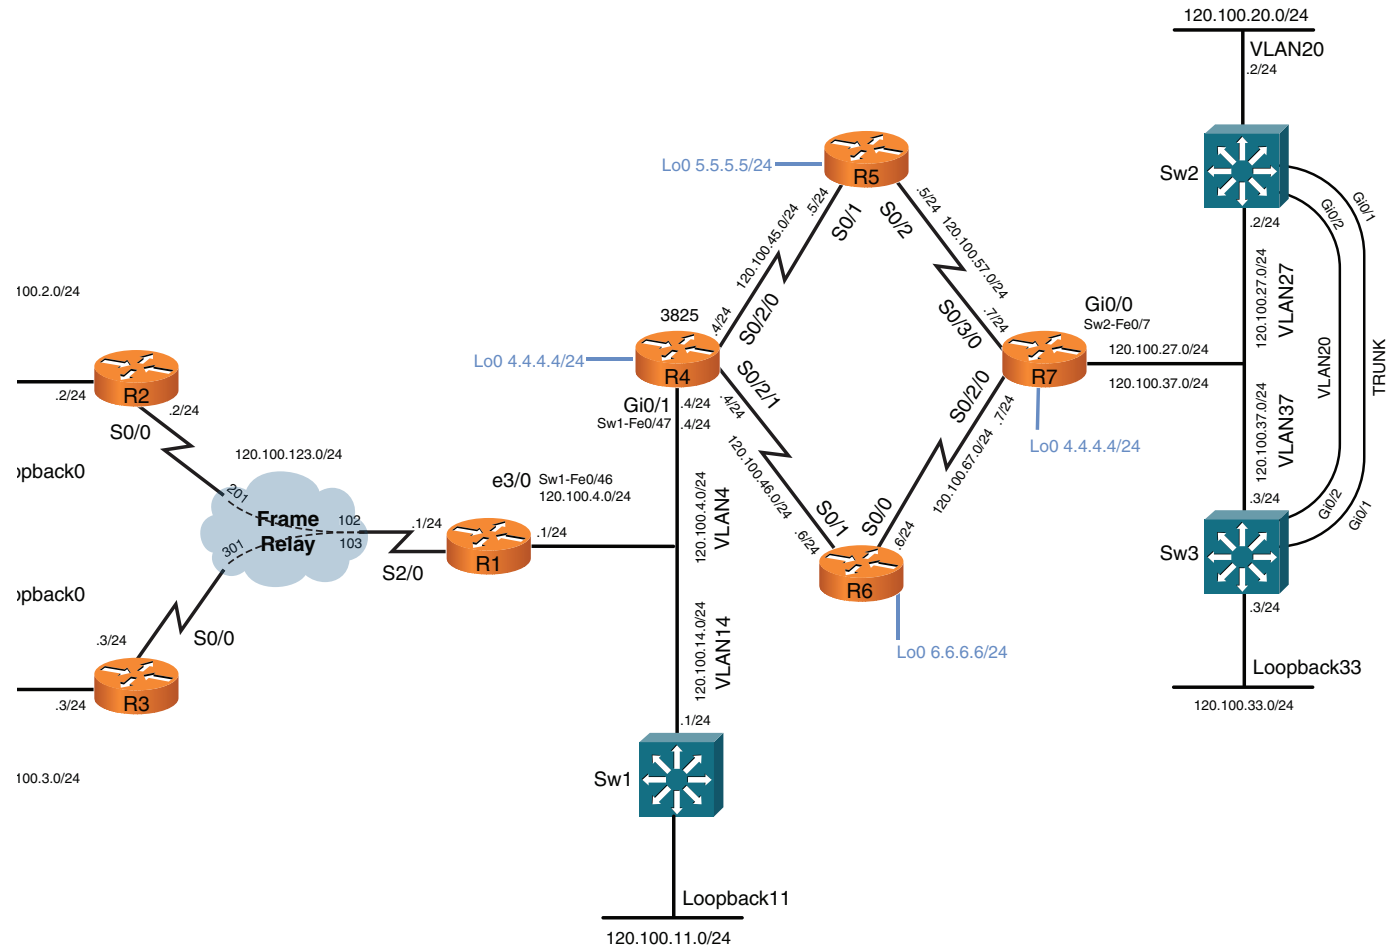 120.100.20.0/24
VLAN20
.2/24
Sw2
Gi0/1
Gi0/2
.2/24
120.100.27.0/24
VLAN27
VLAN20
TRUNK
120.100.37.0/24
VLAN37
Gi0/2
Gi0/1
.3/24
Sw3
.3/24
Loopback33
120.100.33.0/24
Lo0 5.5.5.5/24
R5
.5/24
S0/1
120.100.45.0/24
S0/2/0
.4/24
.5/24
S0/2
120.100.57.0/24
S0/3/0
.7/24
Gi0/0
Sw2-Fe0/7
120.100.27.0/24
120.100.37.0/24
R7
Lo0 4.4.4.4/24
3825
Lo0 4.4.4.4/24
R4
Gi0/1
Sw1-Fe0/47
.4/24
.4/24
S0/2/1
.4/24
120.100.46.0/24
S0/1
.6/24
S0/2/0
.7/24
120.100.67.0/24
S0/0
.6/24
R6
Lo0 6.6.6.6/24
100.2.0/24
R2
.2/24
.2/24
S0/0
opback0
120.100.123.0/24
201
Frame
Relay
102
103
301
.1/24
S2/0
e3/0
Sw1-Fe0/46
120.100.4.0/24
.1/24
R1
opback0
.3/24
S0/0
R3
.3/24
100.3.0/24
120.100.4.0/24
VLAN4
120.100.14.0/24
VLAN14
.1/24
Sw1
Loopback11
120.100.11.0/24